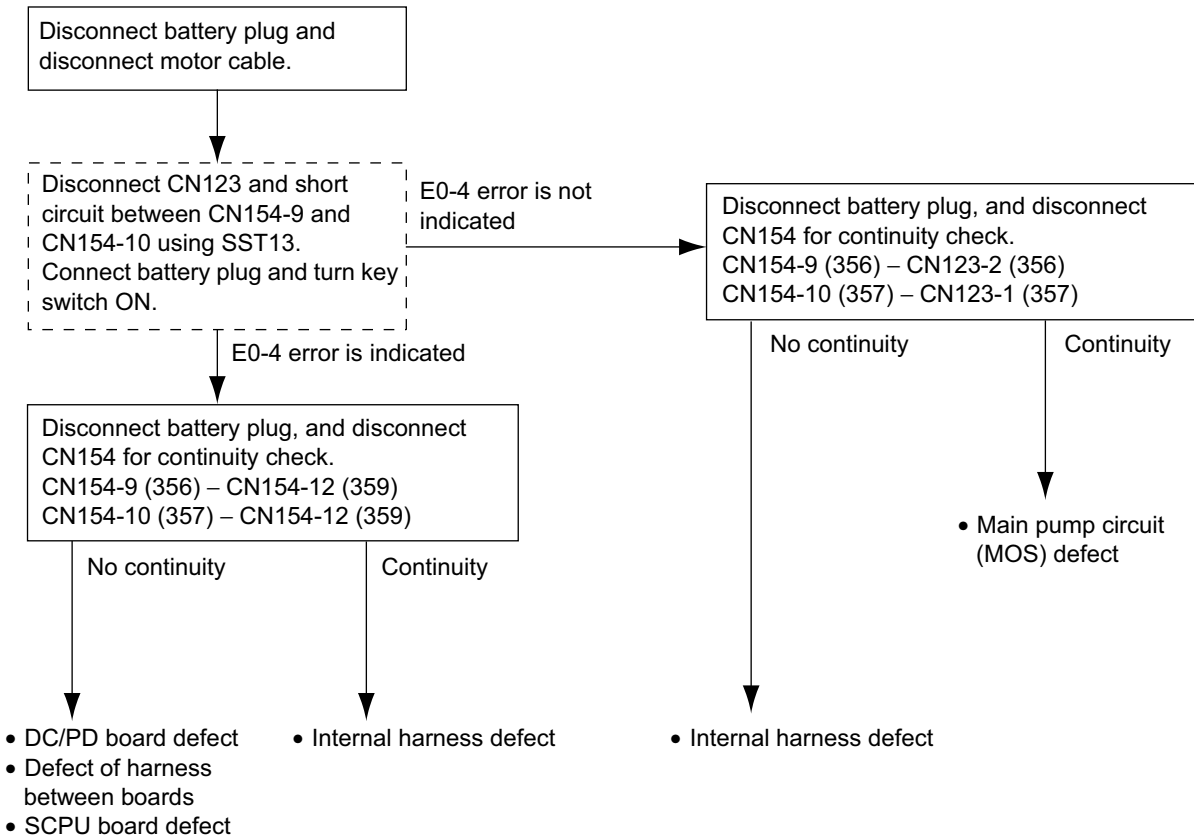 Disconnect battery plug and
disconnect motor cable.
Disconnect CN123 and short
circuit between CN154-9 and
CN154-10 using SST13.
Connect battery plug and turn key
switch ON.
E0-4 error is not
indicated
Disconnect battery plug, and disconnect
CN154 for continuity check.
CN154-9 (356) – CN123-2 (356)
CN154-10 (357) – CN123-1 (357)
E0-4 error is indicated
No continuity
Continuity
Disconnect battery plug, and disconnect
CN154 for continuity check.
CN154-9 (356) – CN154-12 (359)
CN154-10 (357) – CN154-12 (359)
• Main pump circuit
(MOS) defect
No continuity
Continuity
• DC/PD board defect
• Defect of harness
between boards
• SCPU board defect
• Internal harness defect
• Internal harness defect